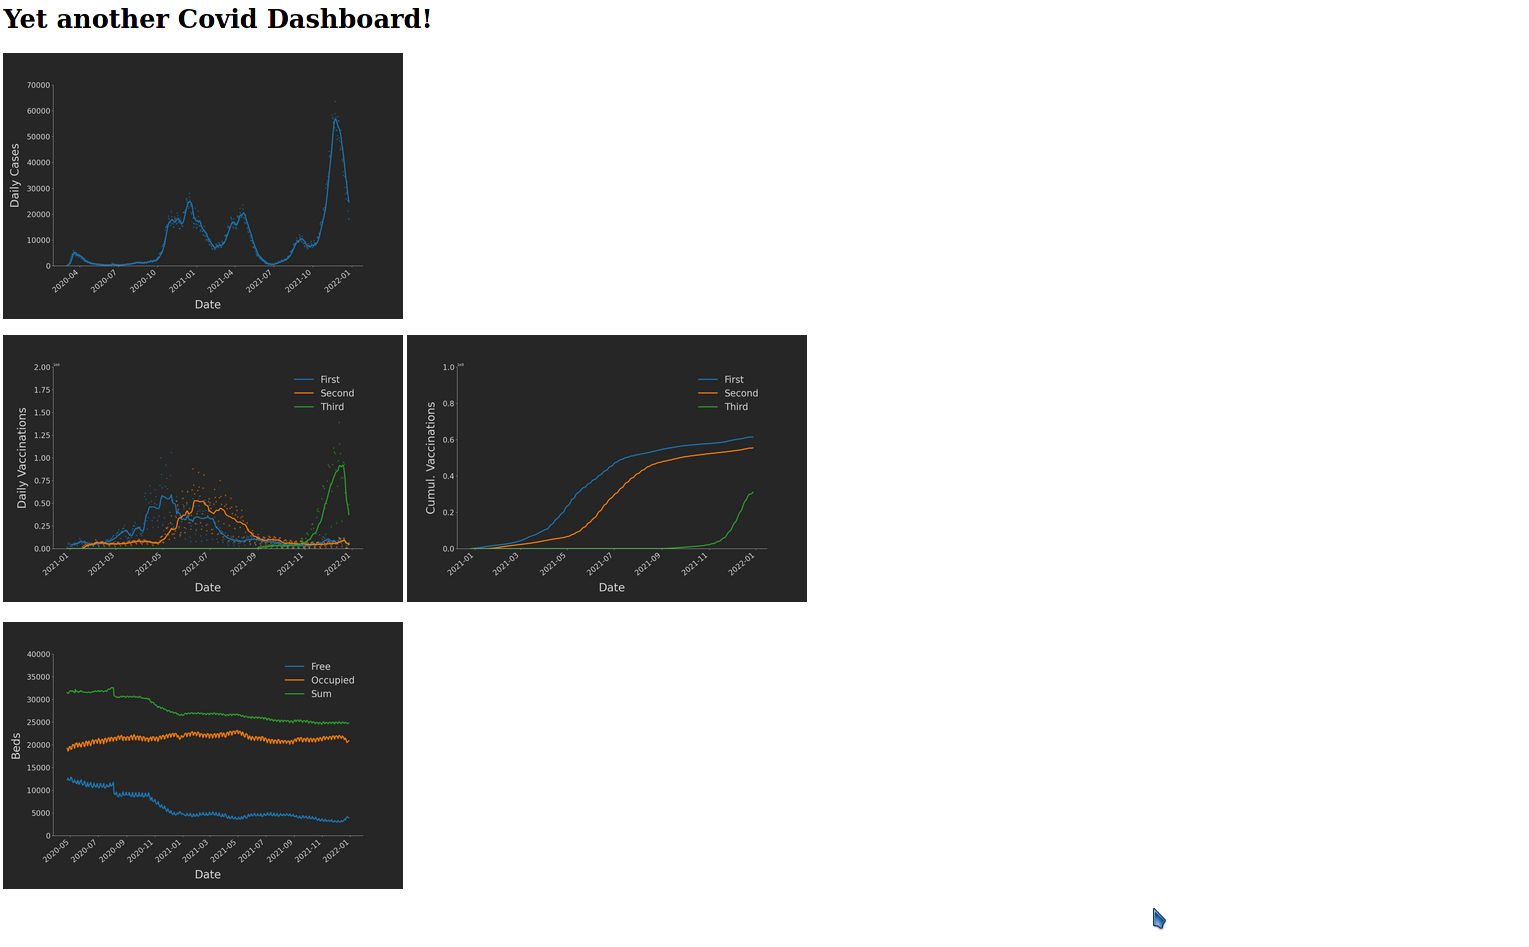 Yet another Covid Dashboard!
70000
60000
50000
40000
30000
20000
10000
0
Daily Cases
2020-04 2020-07 2020-10 2021-01 2021-04 2021-07 2021-10 2022-01
Date
2.00
1.75
1.50
1.25
1.00
0.75
0.50
0.25
0.00
Daily Vaccinations
First
Second
Third
2021-01 2021-03 2021-05 2021-07 2021-09 2021-11 2022-01
Date
1.0
0.8
0.6
0.4
0.2
0.0
Cumul. Vaccinations
First
Second
Third
2021-01 2021-03 2021-05 2021-07 2021-09 2021-11 2022-01
Date
40000
35000
30000
25000
20000
15000
10000
5000
0
Beds
Free
Occupied
Sum
2020-05 2020-07 2020-09 2020-11 2021-01 2021-03 2021-05 2021-07 2021-09 2021-11 2022-01
Date